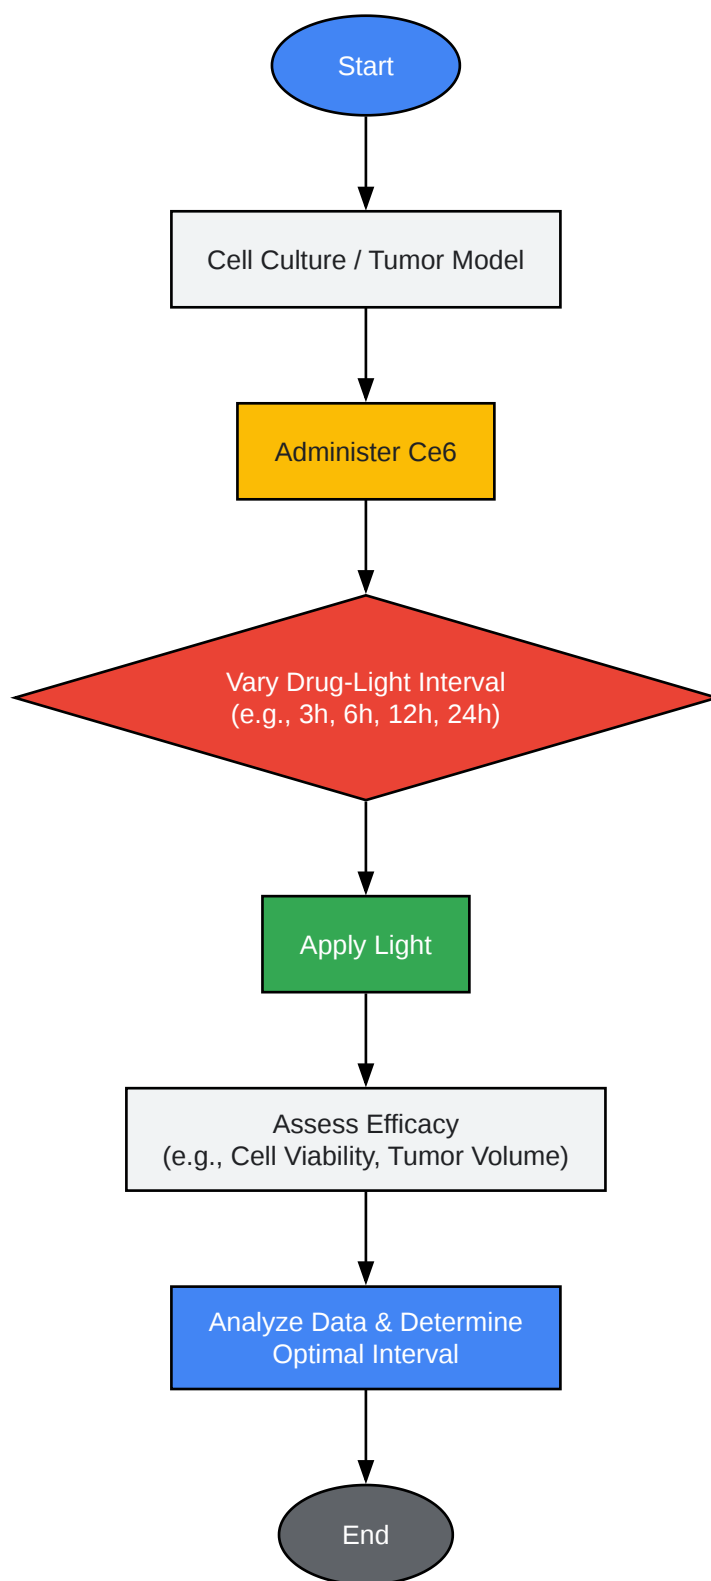 Start
Cell Culture / Tumor Model
Administer Ce6
Vary Drug-Light Interval
(e.g., 3h, 6h, 12h, 24h)
Apply Light
Assess Efficacy
(e.g., Cell Viability, Tumor Volume)
Analyze Data & Determine
Optimal Interval
End